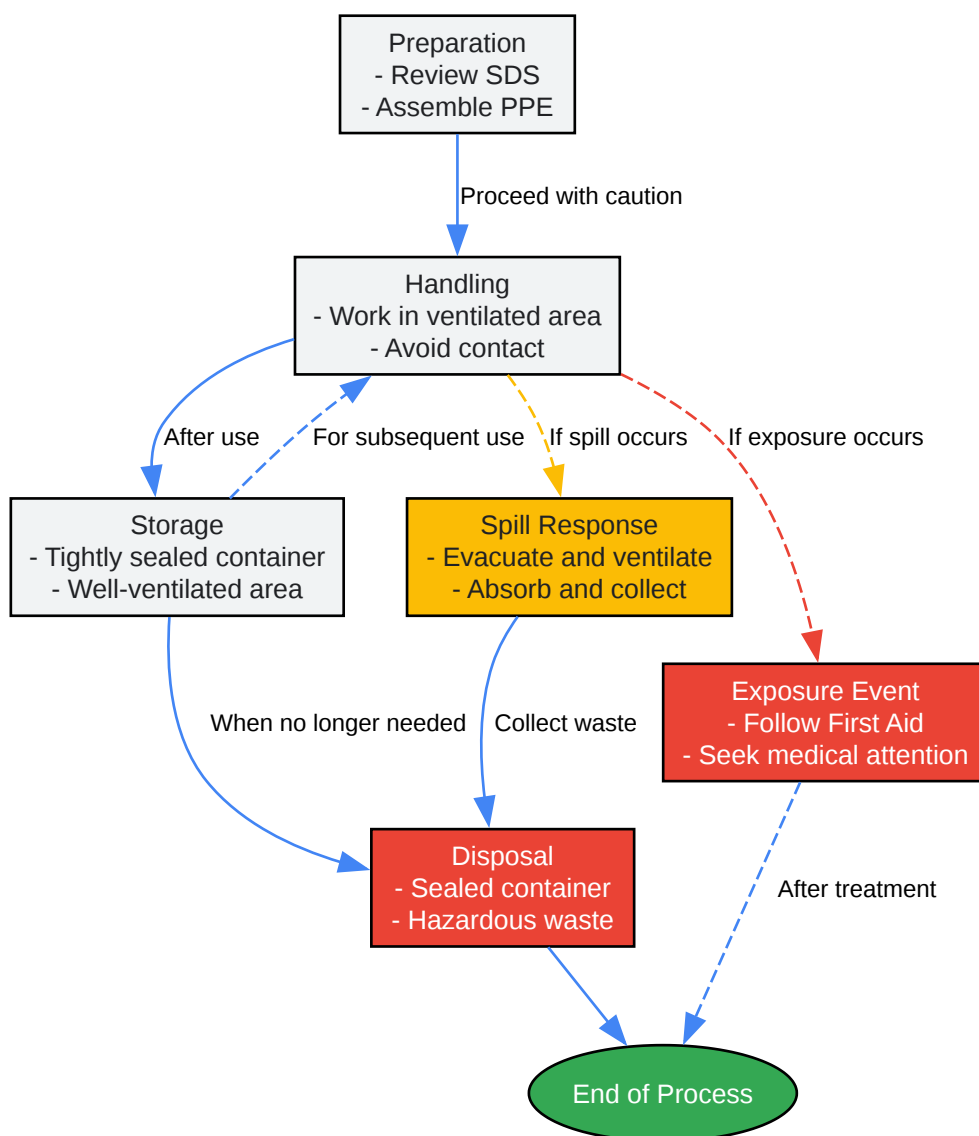 Preparation
- Review SDS
- Assemble PPE
Proceed with caution
Handling
- Work in ventilated area
- Avoid contact
After use
For subsequent use
If spill occurs
If exposure occurs
Storage
- Tightly sealed container
- Well-ventilated area
Spill Response
- Evacuate and ventilate
- Absorb and collect
Exposure Event
- Follow First Aid
- Seek medical attention
When no longer needed
Collect waste
Disposal
- Sealed container
- Hazardous waste
After treatment
End of Process